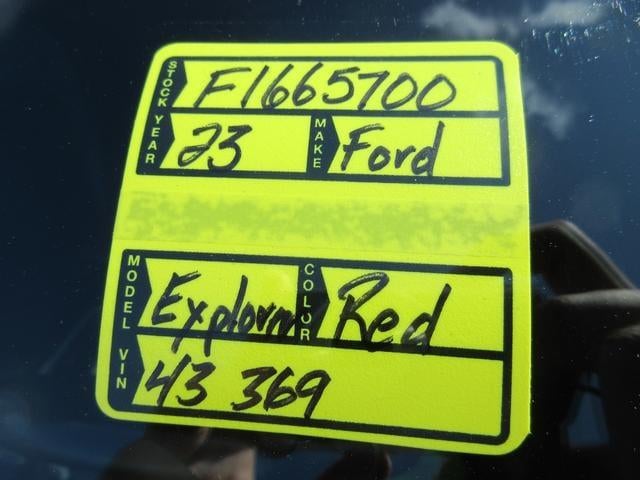 STOCK F1665700
YEAR 23 MAKE Ford
MODEL Explorer COLOR Red
VIN 43 369